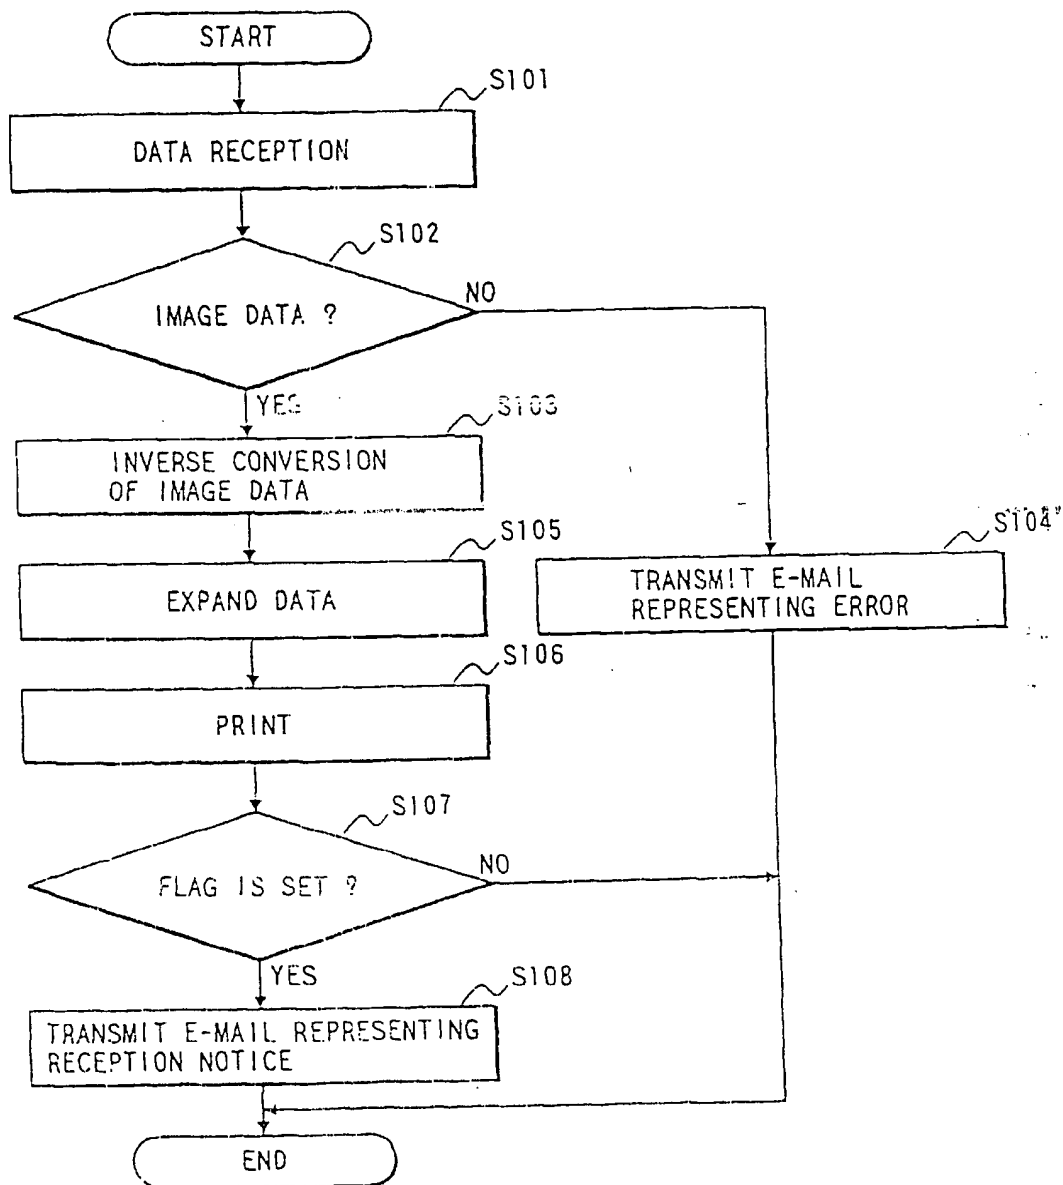 START
S101
DATA RECEPTION
S102
IMAGE DATA ?
NO
YES
S103
INVERSE CONVERSION
OF IMAGE DATA
S105
EXPAND DATA
S104
TRANSMIT E-MAIL
REPRESENTING ERROR
S106
PRINT
S107
FLAG IS SET ?
NO
YES
S108
TRANSMIT E-MAIL REPRESENTING
RECEPTION NOTICE
END